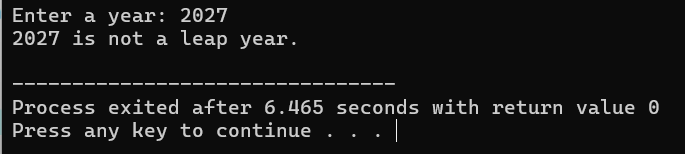 Enter a year: 2027
2027 is not a leap year.
--------------------------------
Process exited after 6.465 seconds with return value 0
Press any key to continue . . .